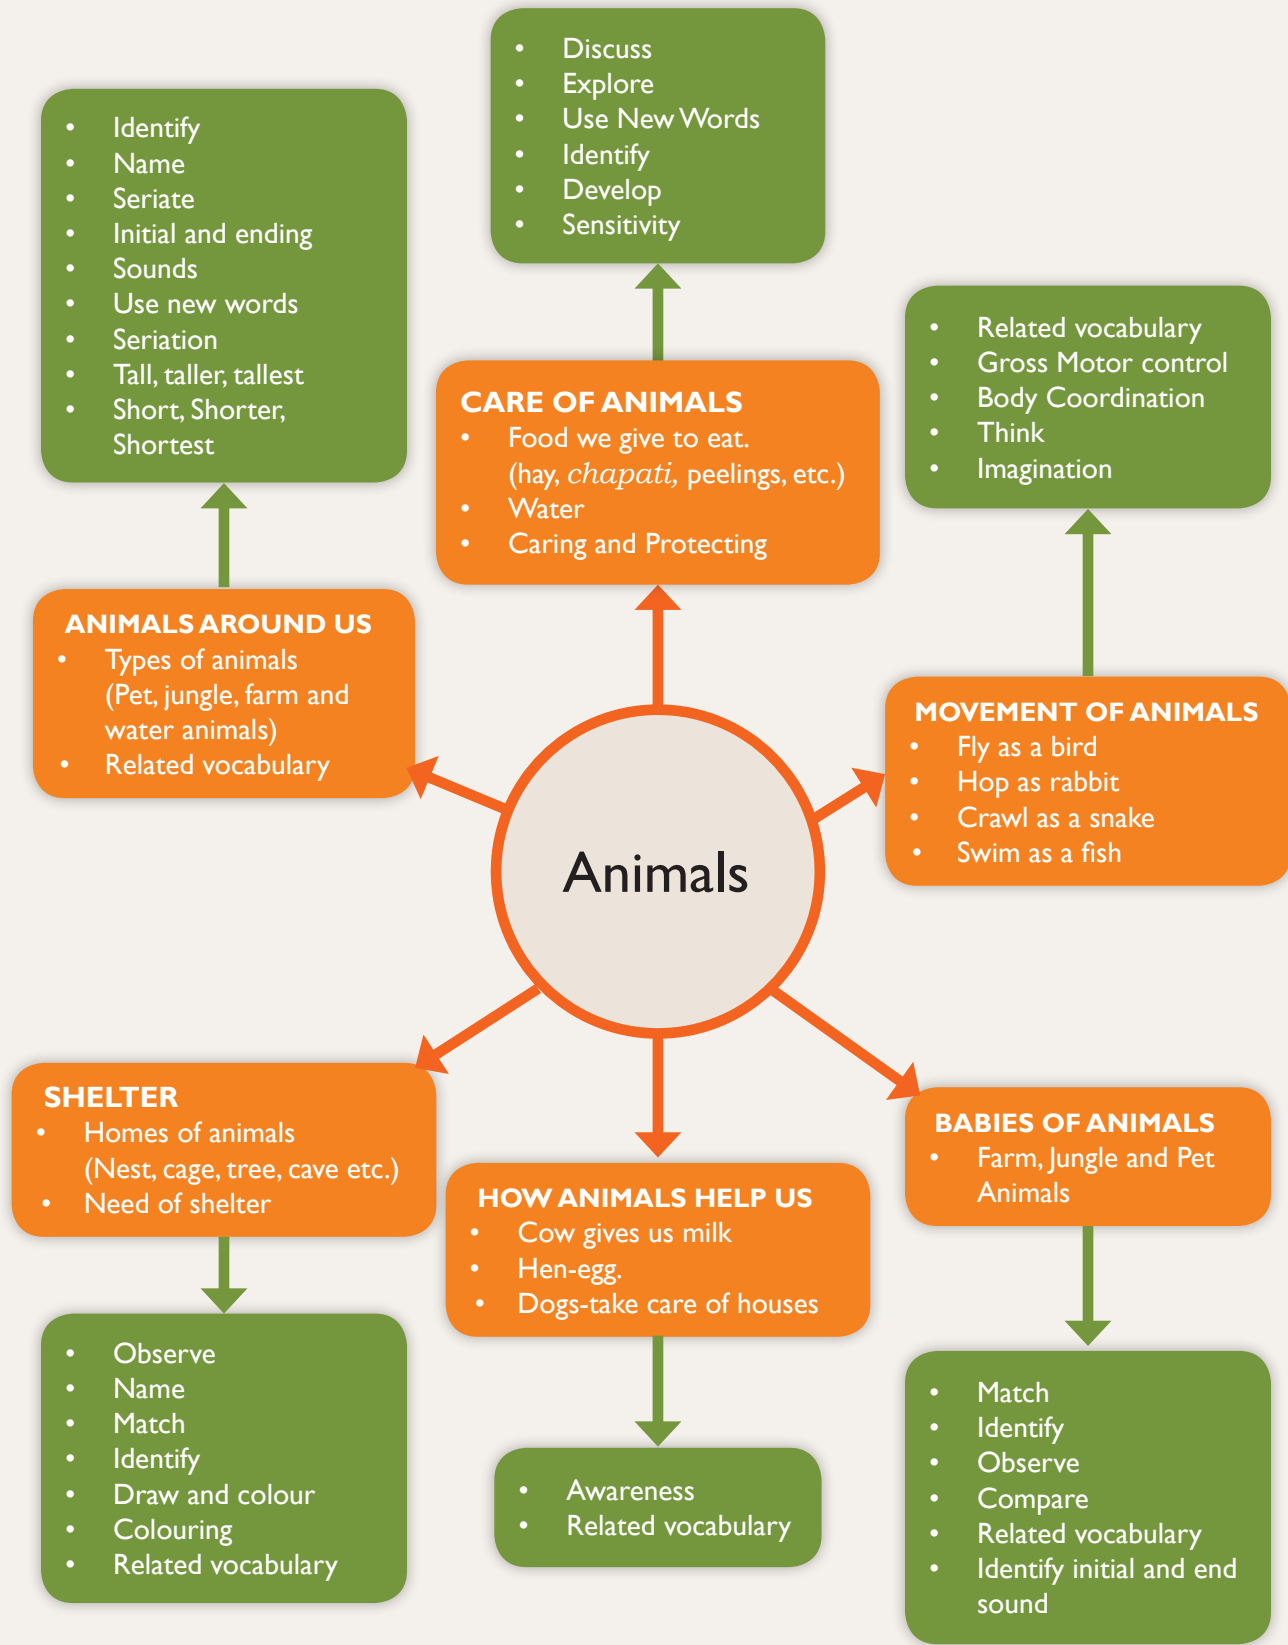 • Discuss
• Explore
• Use New Words
• Identify
• Develop
• Sensitivity
• Identify
• Name
• Seriate
• Initial and ending
• Sounds
• Use new words
• Seriation
• Tall, taller, tallest
• Short, Shorter,
Shortest
• Related vocabulary
• Gross Motor control
• Body Coordination
• Think
• Imagination
CARE OF ANIMALS
• Food we give to eat.
(hay, chapati, peelings, etc.)
• Water
• Caring and Protecting
ANIMALS AROUND US
• Types of animals
(Pet, jungle, farm and
water animals)
• Related vocabulary
MOVEMENT OF ANIMALS
• Fly as a bird
• Hop as rabbit
• Crawl as a snake
• Swim as a fish
Animals
SHELTER
• Homes of animals
(Nest, cage, tree, cave etc.)
• Need of shelter
HOW ANIMALS HELP US
• Cow gives us milk
• Hen-egg.
• Dogs-take care of houses
BABIES OF ANIMALS
• Farm, Jungle and Pet
Animals
• Observe
• Name
• Match
• Identify
• Draw and colour
• Colouring
• Related vocabulary
• Awareness
• Related vocabulary
• Match
• Identify
• Observe
• Compare
• Related vocabulary
• Identify initial and end
sound